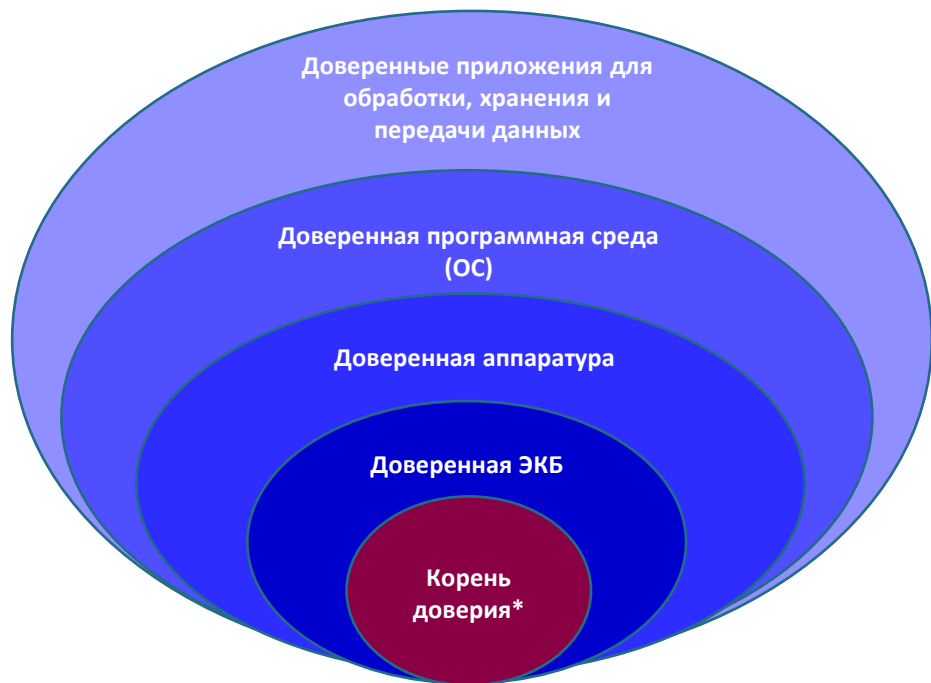 Доверенные приложения для
обработки, хранения и
передачи данных
Доверенная программная среда
(ОС)
Доверенная аппаратура
Доверенная ЭКБ
Корень
доверия*